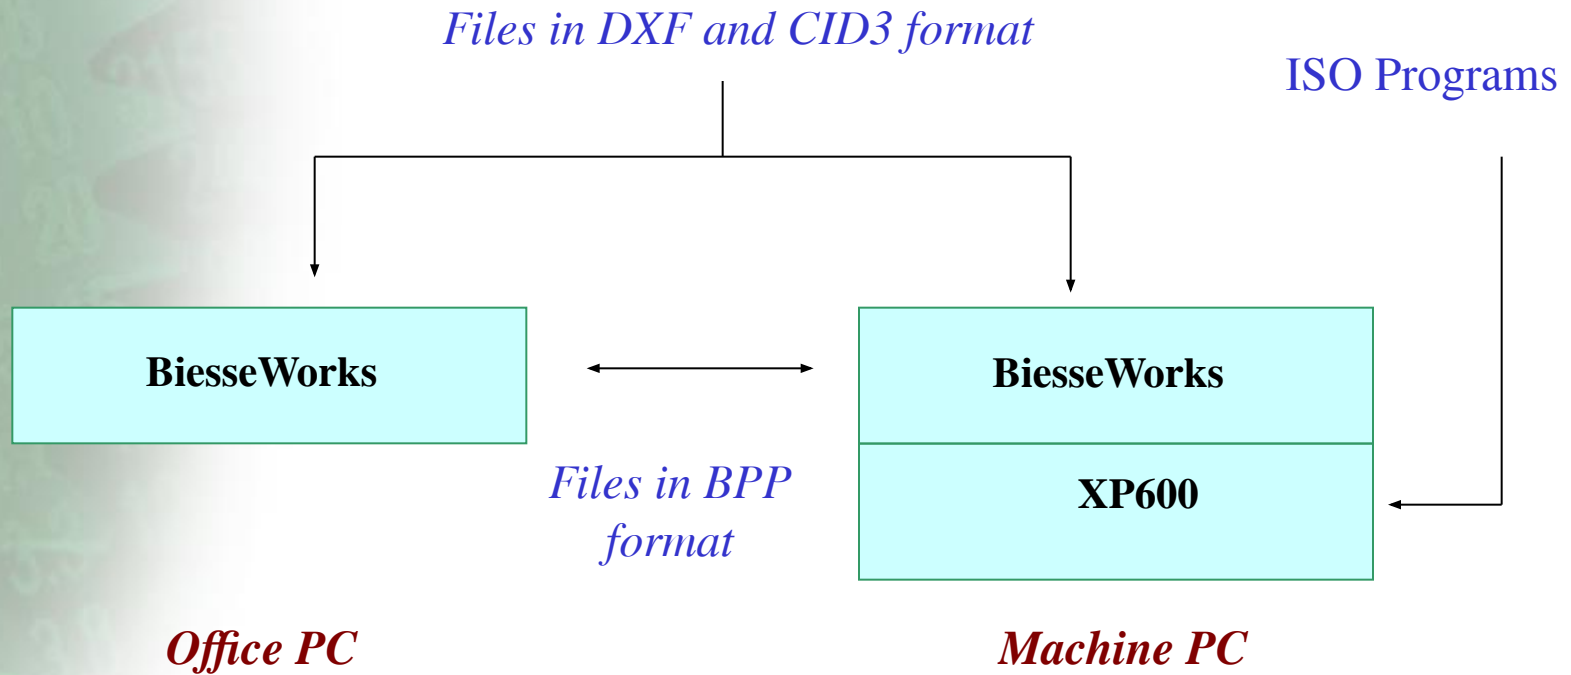 Files in DXF and CID3 format
ISO Programs
BiesseWorks
BiesseWorks
Files in BPP
format
XP600
Office PC
Machine PC